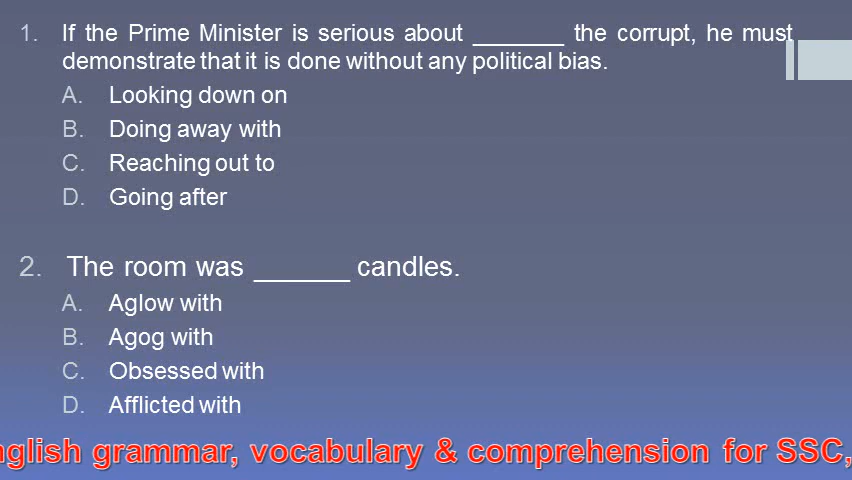 1. If the Prime Minister is serious about _______ the corrupt, he must
demonstrate that it is done without any political bias.
A. Looking down on
B. Doing away with
C. Reaching out to
D. Going after
2. The room was ______ candles.
A. Aglow with
B. Agog with
C. Obsessed with
D. Afflicted with
nglish grammar, vocabulary & comprehension for SSC,